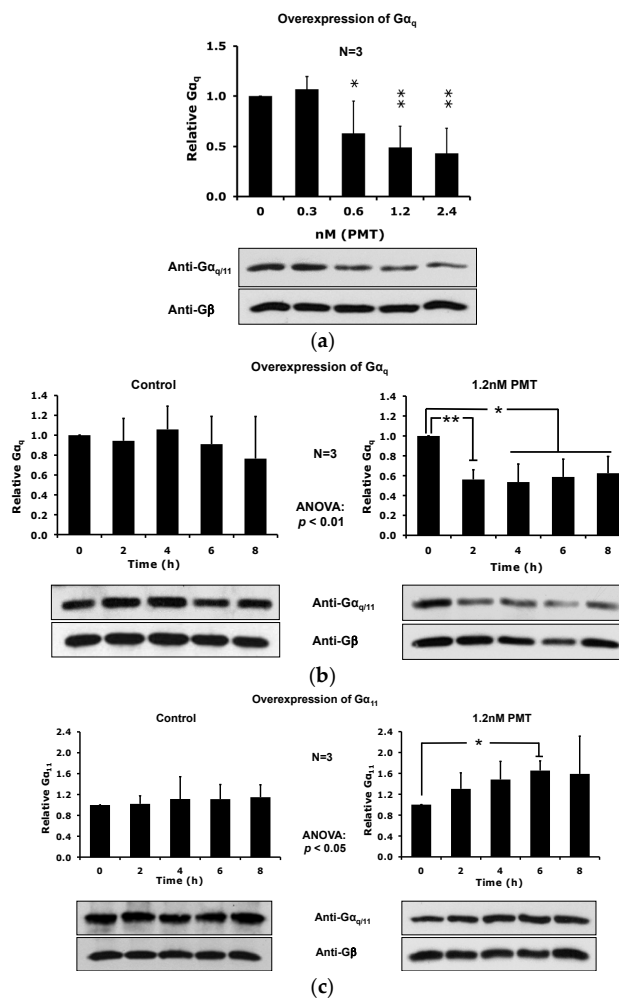 Overexpression of Gαq
N=3
Relative Gαq
1.5
1.0
0.5
0.0
*
**
**
0 0.3 0.6 1.2 2.4
nM (PMT)
Anti-Gαq/11
Anti-Gβ
(a)
Overexpression of Gαq
Control
Relative Gαq
1.4
1.2
1.0
0.8
0.6
0.4
0.2
0.0
0 2 4 6 8
Time (h)
N=3
ANOVA:
p < 0.01
1.2nM PMT
Relative Gαq
1.4
1.2
1.0
0.8
0.6
0.4
0.2
0.0
**
*
0 2 4 6 8
Time (h)
Anti-Gαq/11
Anti-Gβ
(b)
Overexpression of Gα11
Control
Relative Gα11
2.4
2.0
1.6
1.2
0.8
0.4
0.0
0 2 4 6 8
Time (h)
N=3
ANOVA:
p < 0.05
1.2nM PMT
Relative Gα11
2.4
2.0
1.6
1.2
0.8
0.4
0.0
*
0 2 4 6 8
Time (h)
Anti-Gαq/11
Anti-Gβ
(c)